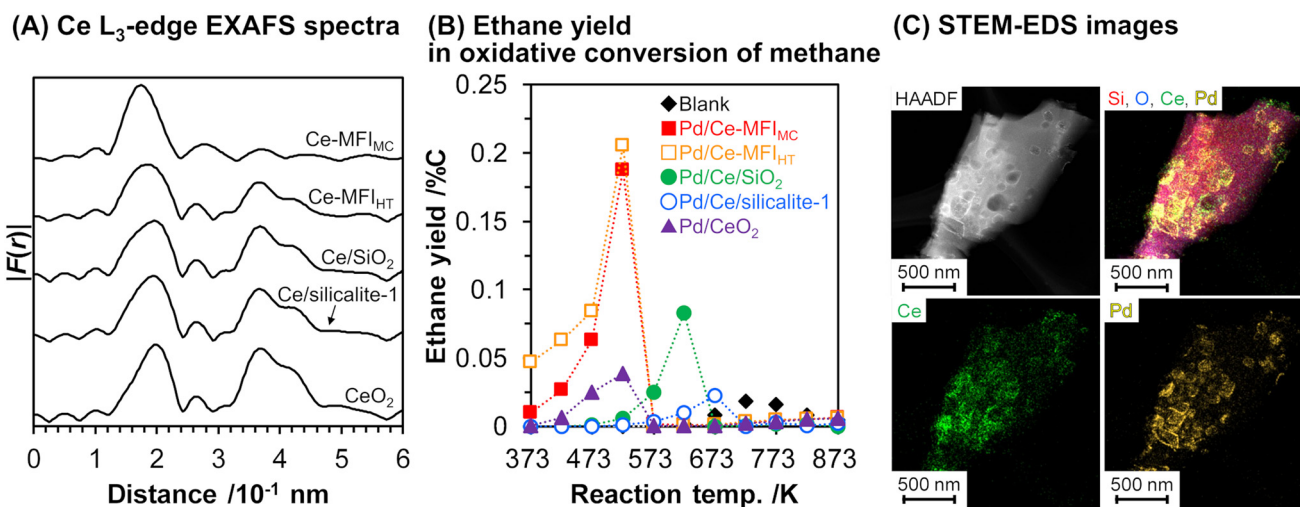 (A) Ce L₃-edge EXAFS spectra
|F(r)|
Ce-MFI_MC
Ce-MFI_HT
Ce/SiO₂
Ce/silicalite-1
CeO₂
0 1 2 3 4 5 6
Distance /10⁻¹ nm
(B) Ethane yield
in oxidative conversion of methane
Ethane yield /%C
0.25
0.2
0.15
0.1
0.05
0
Blank
Pd/Ce-MFI_MC
Pd/Ce-MFI_HT
Pd/Ce/SiO₂
Pd/Ce/silicalite-1
Pd/CeO₂
373 473 573 673 773 873
Reaction temp. /K
(C) STEM-EDS images
HAADF
500 nm
Si, O, Ce, Pd
500 nm
Ce
500 nm
Pd
500 nm